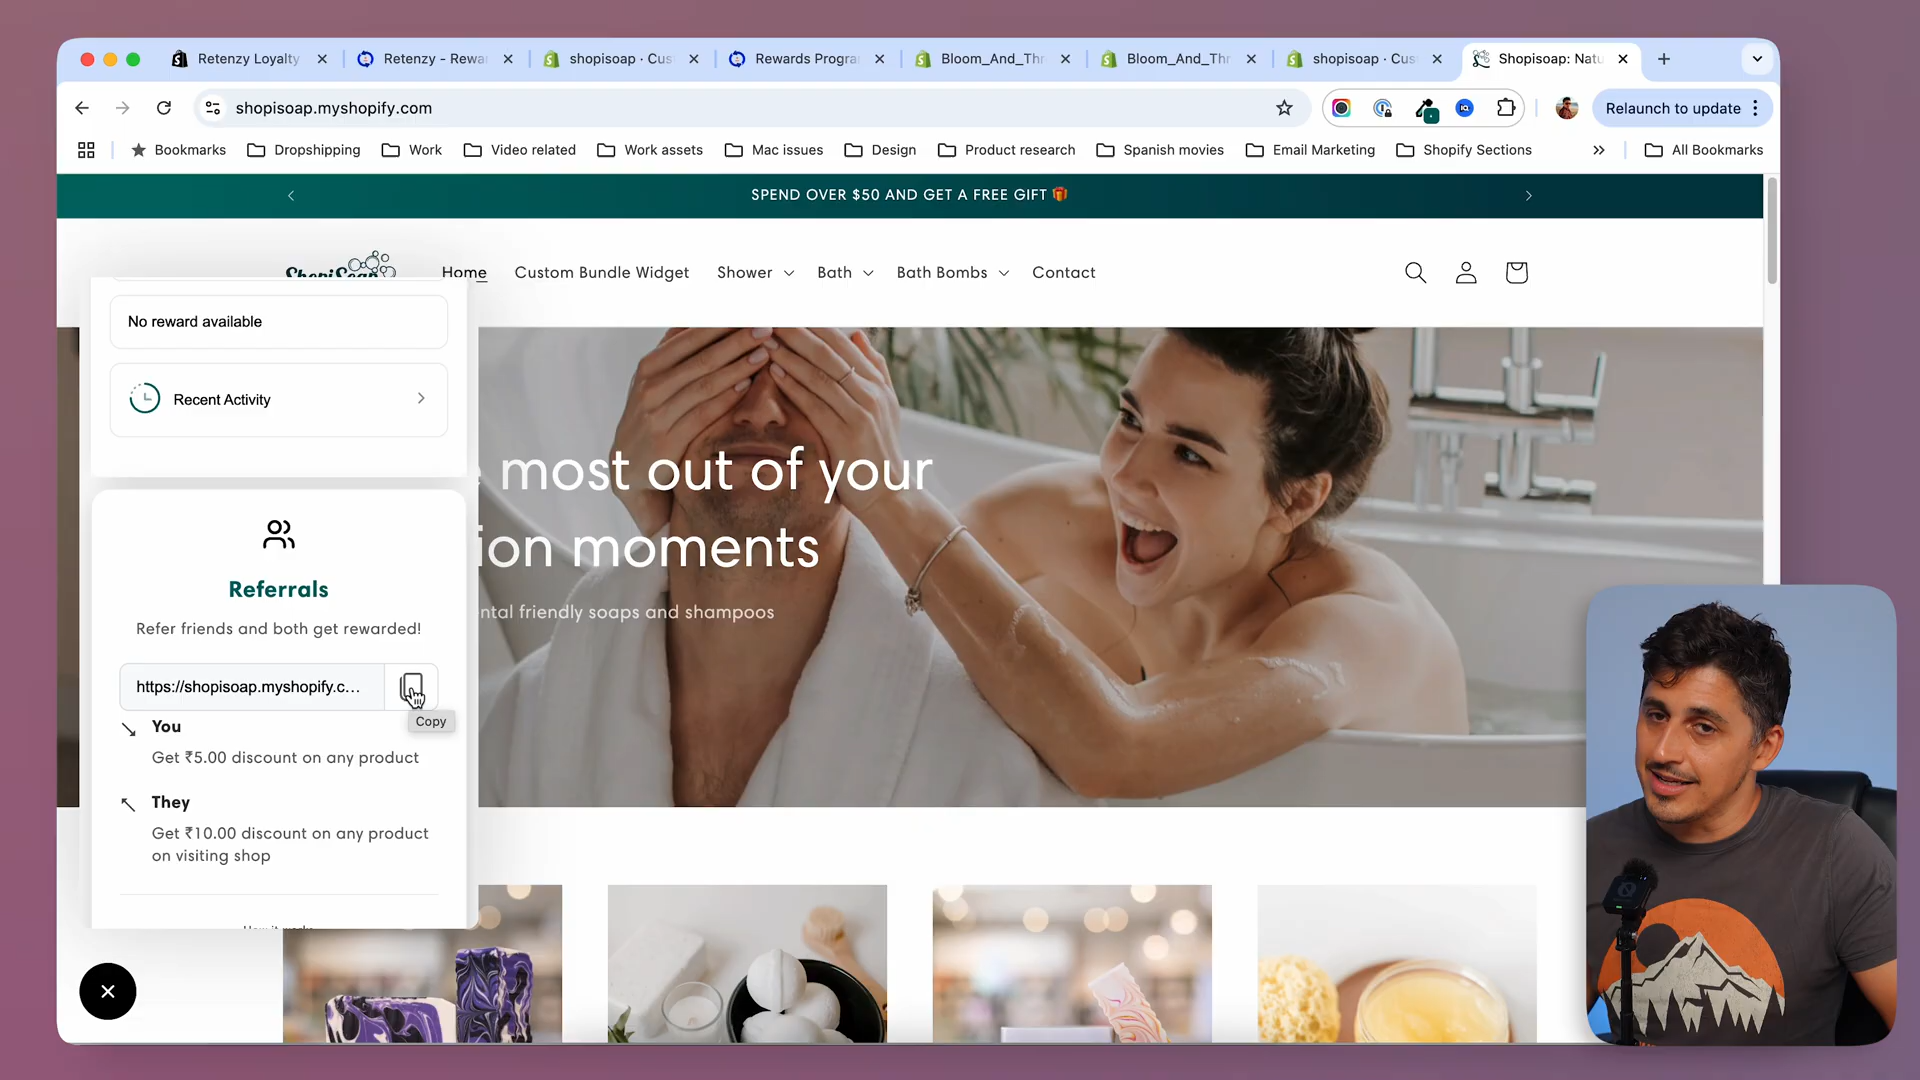 Retenzy Loyalty
Retenzy - Rewa
shopisoap · Cus
Rewards Progra
Bloom_And_Thr
Bloom_And_Thr
shopisoap · Cus
Shopisoap: Natu
shopisoap.myshopify.com
Relaunch to update
Bookmarks
Dropshipping
Work
Video related
Work assets
Mac issues
Design
Product research
Spanish movies
Email Marketing
Shopify Sections
All Bookmarks
SPEND OVER $50 AND GET A FREE GIFT
ShopiSoap
Home
Custom Bundle Widget
Shower
Bath
Bath Bombs
Contact
No reward available
Recent Activity
most out of your
ion moments
ntal friendly soaps and shampoos
Referrals
Refer friends and both get rewarded!
https://shopisoap.myshopify.c...
Copy
You
Get ₹5.00 discount on any product
They
Get ₹10.00 discount on any product
on visiting shop